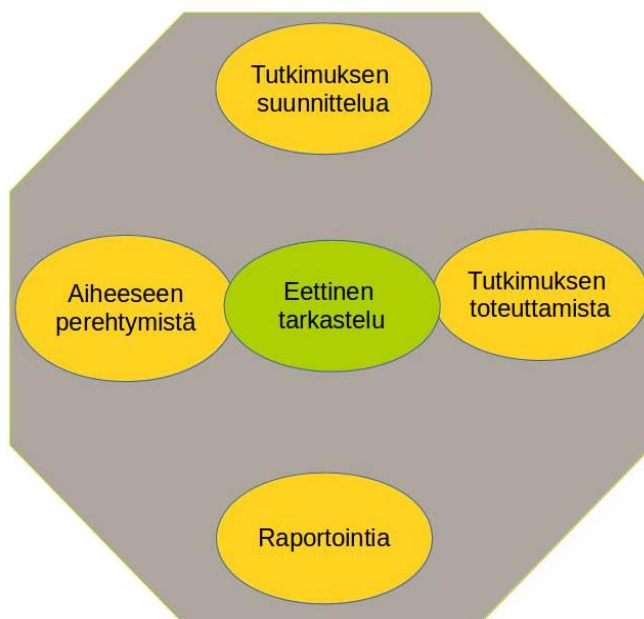 Tutkimuksen
suunnittelua
Aiheeseen
perehtymistä
Eettinen
tarkastelu
Tutkimuksen
toteuttamista
Raportointia